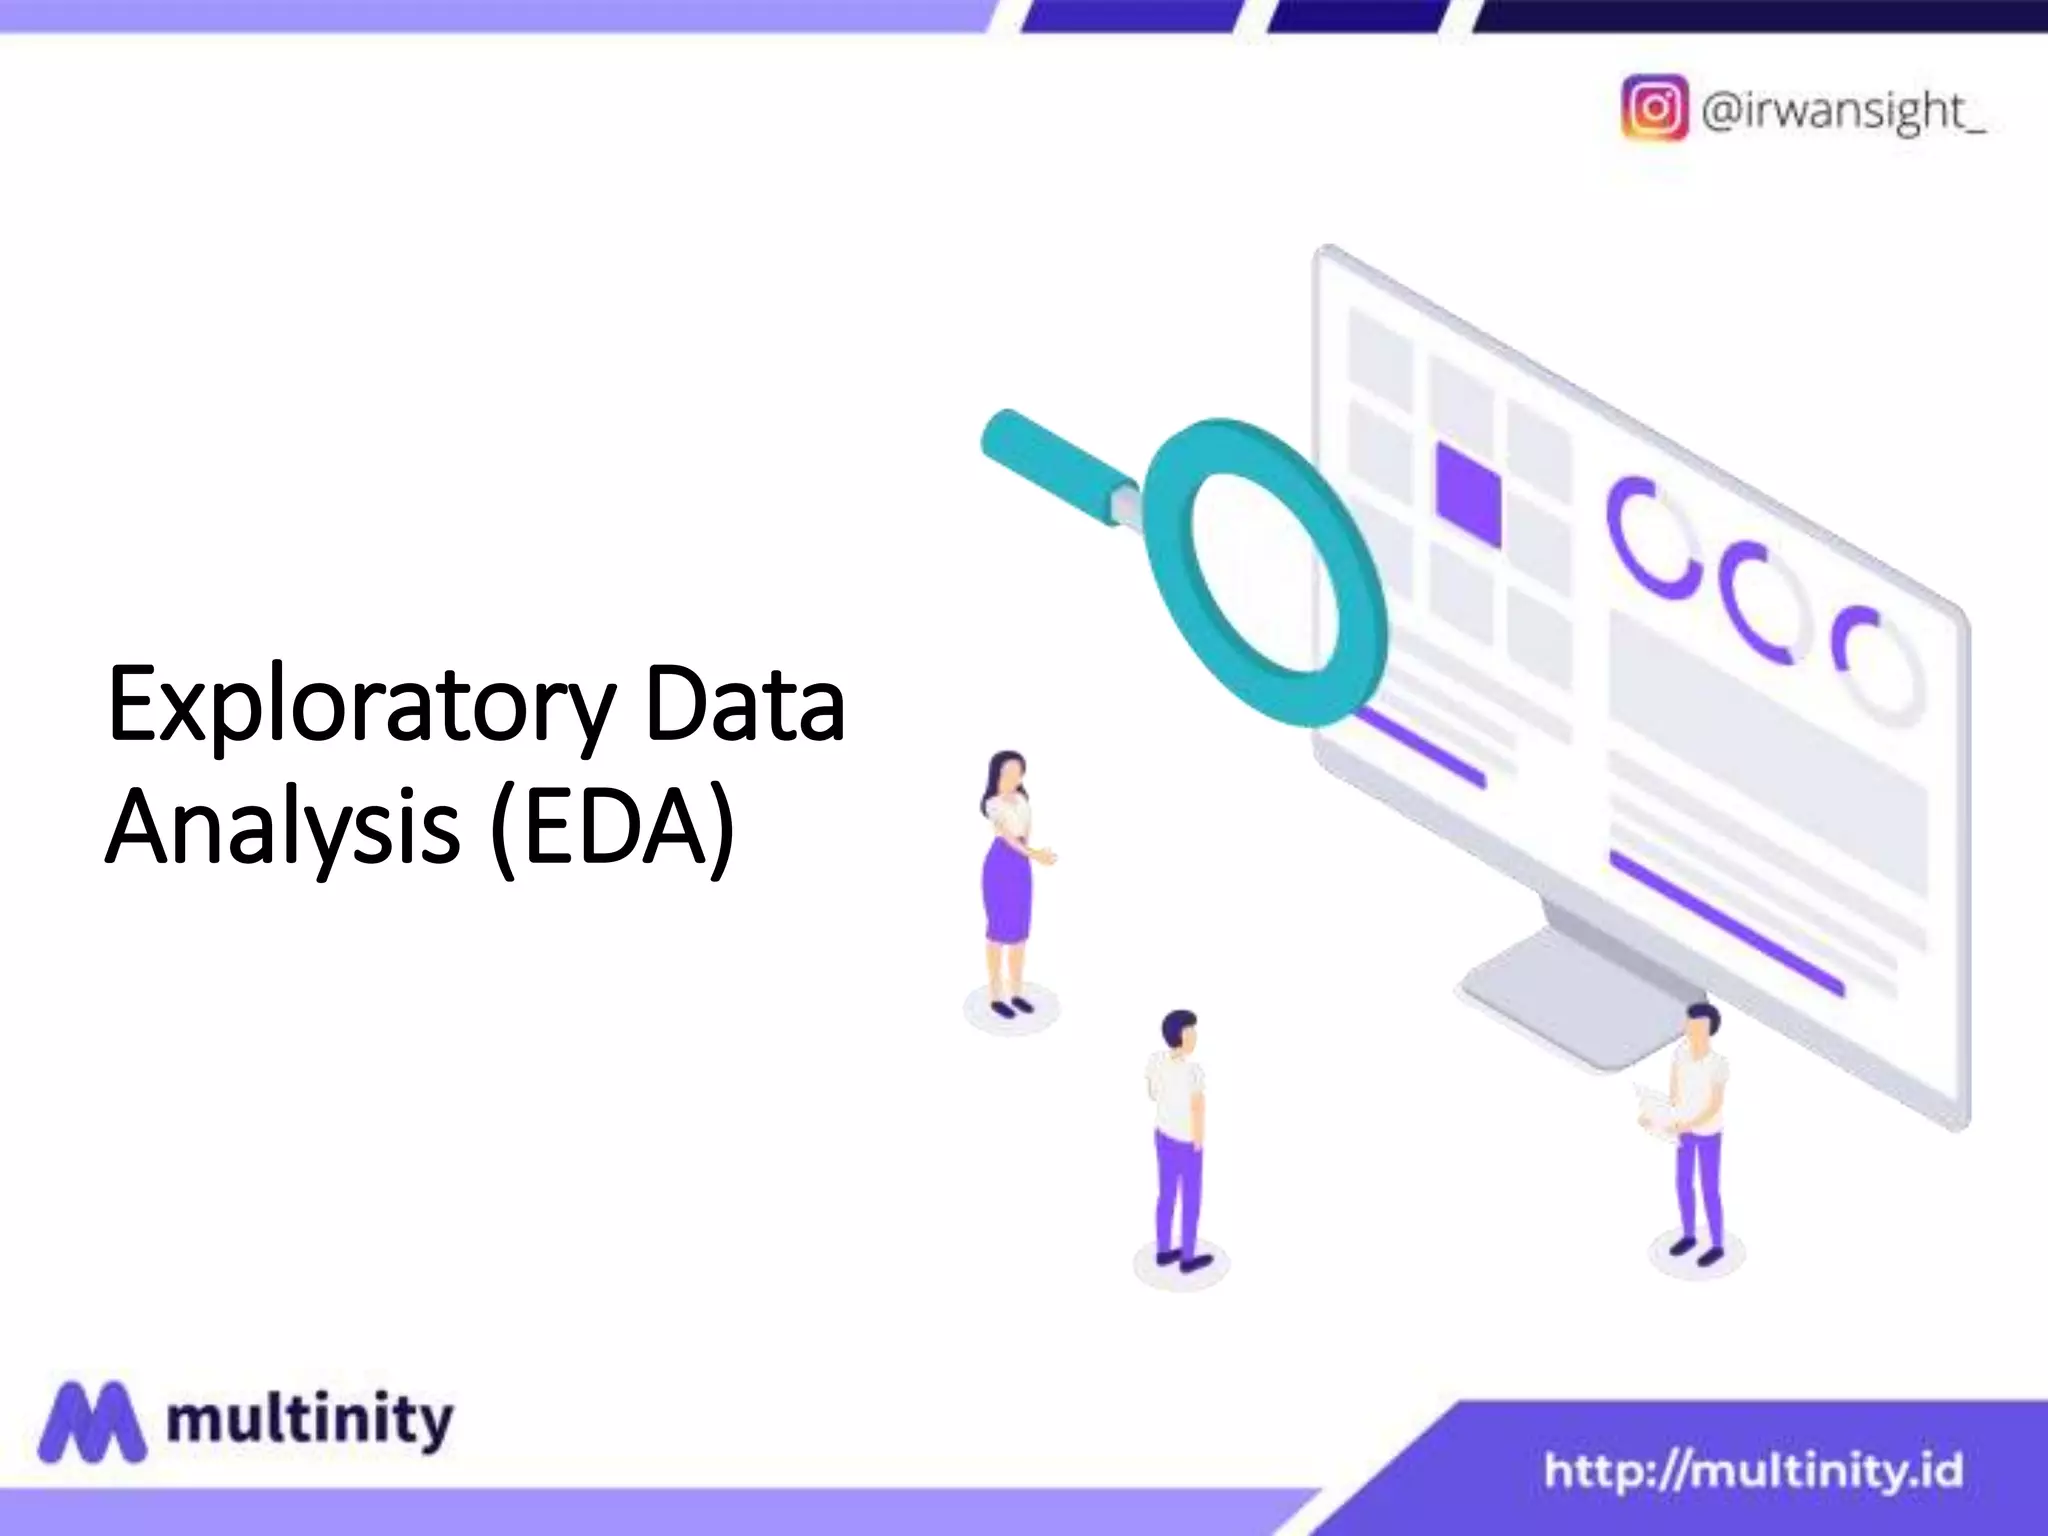 @irwansight_
Exploratory Data
Analysis (EDA)
multinity
http://multinity.id